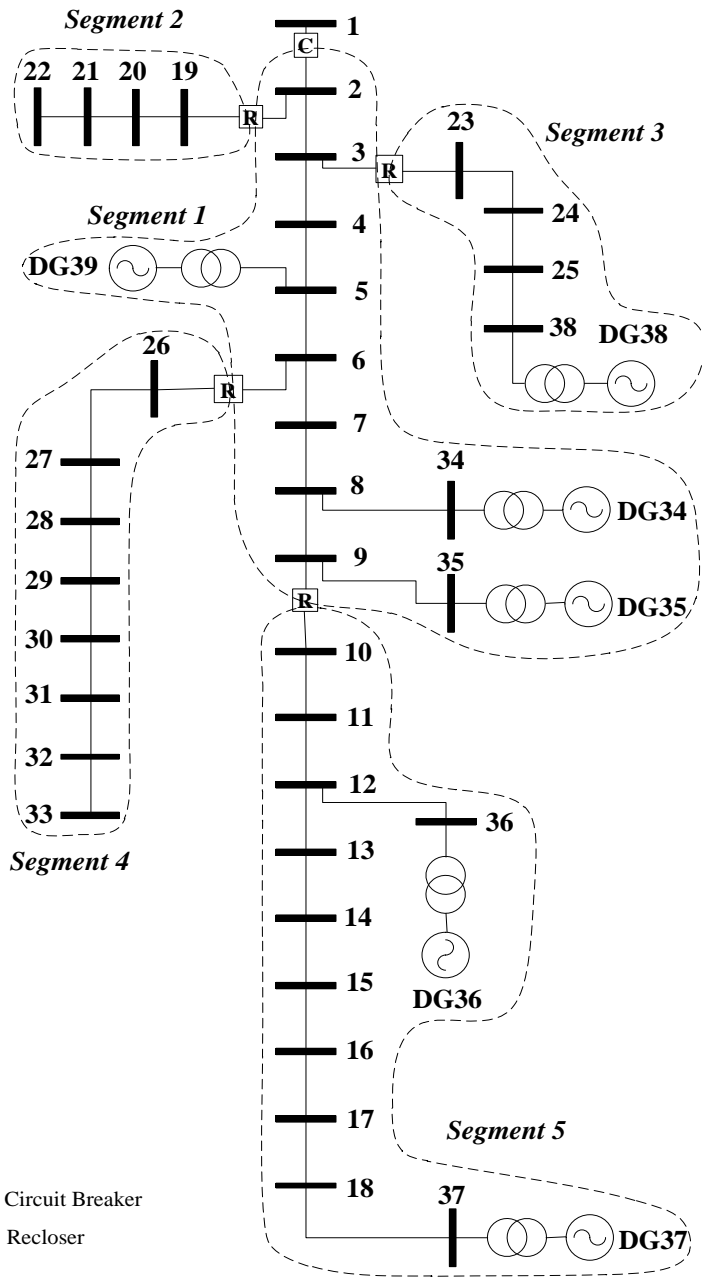 Segment 2
1
C
22
21
20
19
2
R
23
Segment 3
3
R
Segment 1
24
4
DG39
25
5
38
DG38
26
6
R
7
27
34
8
DG34
28
9
35
29
R
DG35
30
10
31
11
32
12
33
36
Segment 4
13
14
15
DG36
16
17
Segment 5
18
37
Circuit Breaker
Recloser
DG37